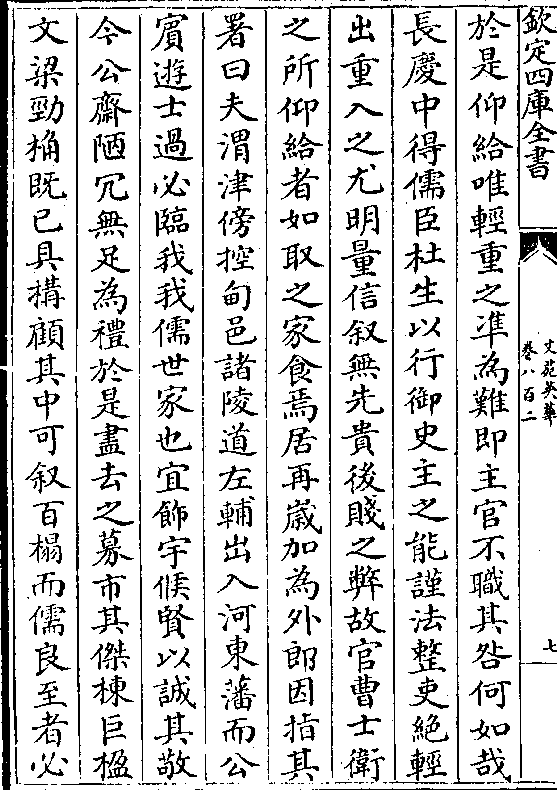 欽定四庫全書
文苑英華
卷八百二
七
於是仰給唯輕重之準為難即主官不職其咎何如哉
長慶中得儒臣杜生以行御史主之能謹法整吏絶輕
出重入之尤明量信叙無先貴後賤之弊故官曹士衛
之所仰給者如取之家食焉居再歲加為外郎因指其
署曰夫渭津傍控甸邑諸陵道左輔出入河東藩而公
賓遊士過必臨我我儒世家也宜飾宇候賢以誠其敬
今公齋陋冗無足為禮於是盡去之募市其傑棟巨楹
文梁勁桷既已具搆顧其中可叙百榻而儒良至者必